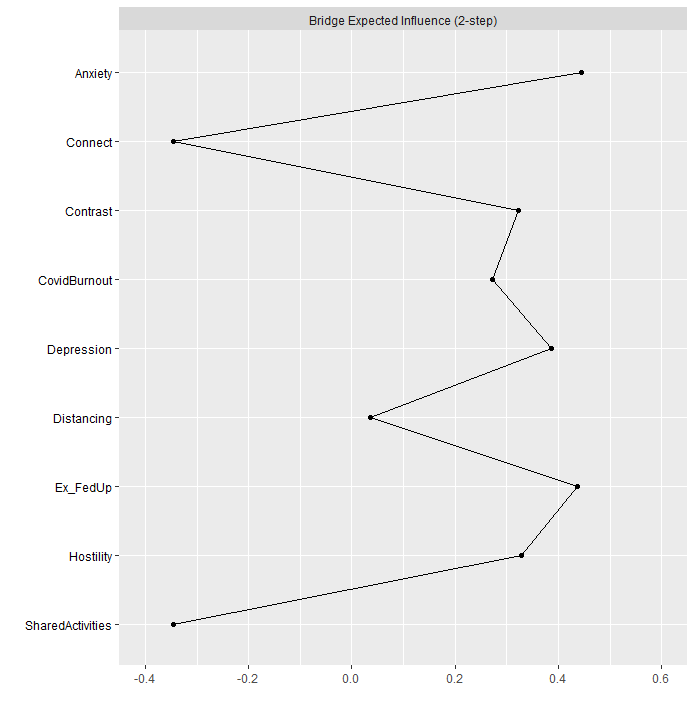 Bridge Expected Influence (2-step)
Anxiety
Connect
Contrast
CovidBurnout
Depression
Distancing
Ex_FedUp
Hostility
SharedActivities
-0.4 -0.2 0.0 0.2 0.4 0.6